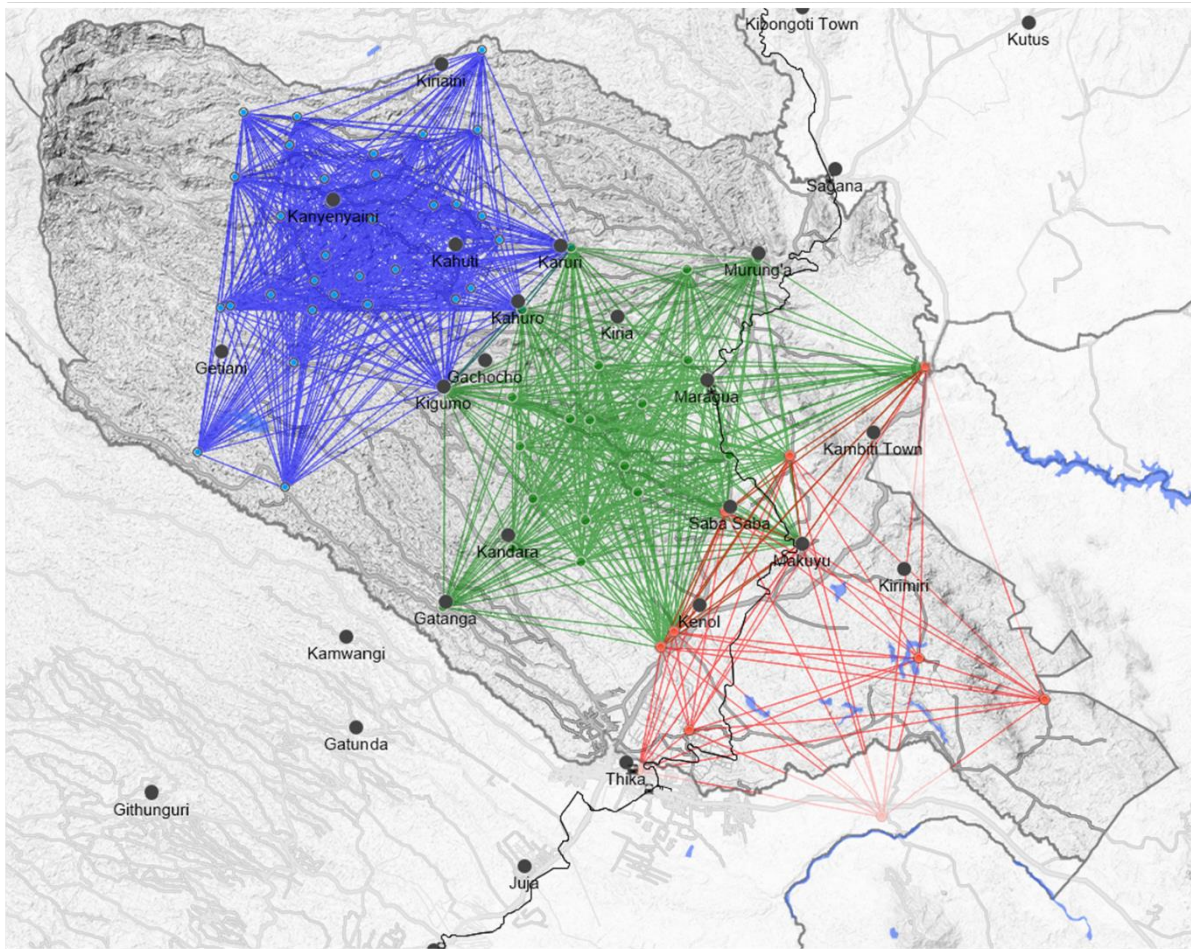 Kibongoti Town
Kutus
Kiriaini
Sagana
Kanyenyaini
Kahuti
Karuri
Murung'a
Kahuro
Kiria
Getiani
Gachocho
Kigumo
Maragua
Kambiti Town
Saba Saba
Kandara
Makuyu
Kirimiri
Gatanga
Kenol
Kamwangi
Gatunda
Thika
Githunguri
Juja